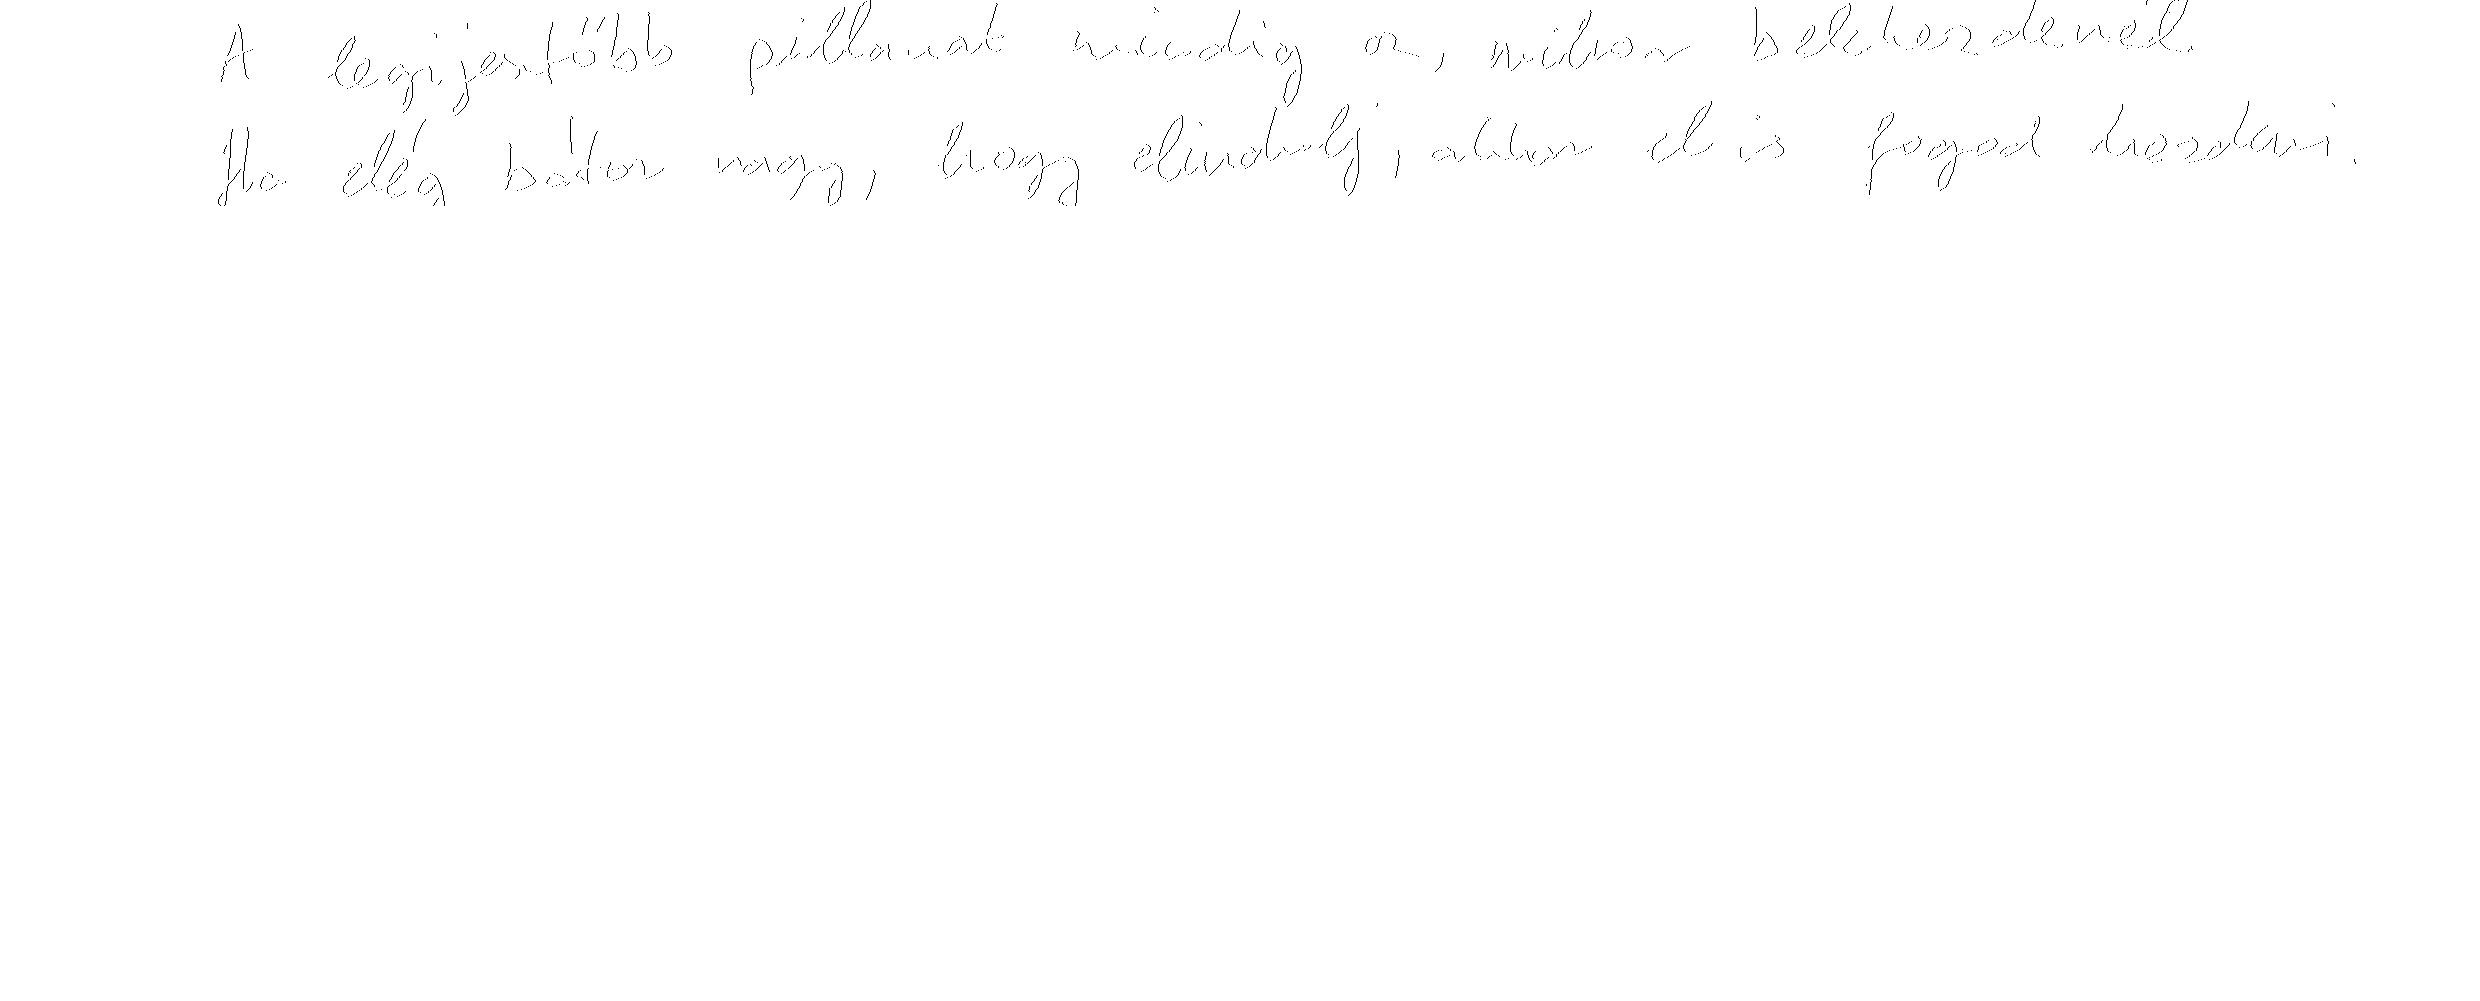 A legijesztőbb pillanat mindig az, mikor belekezdenél.
Ha elég bátor vagy, hogy elindulj, akkor el is fogod kezdeni.